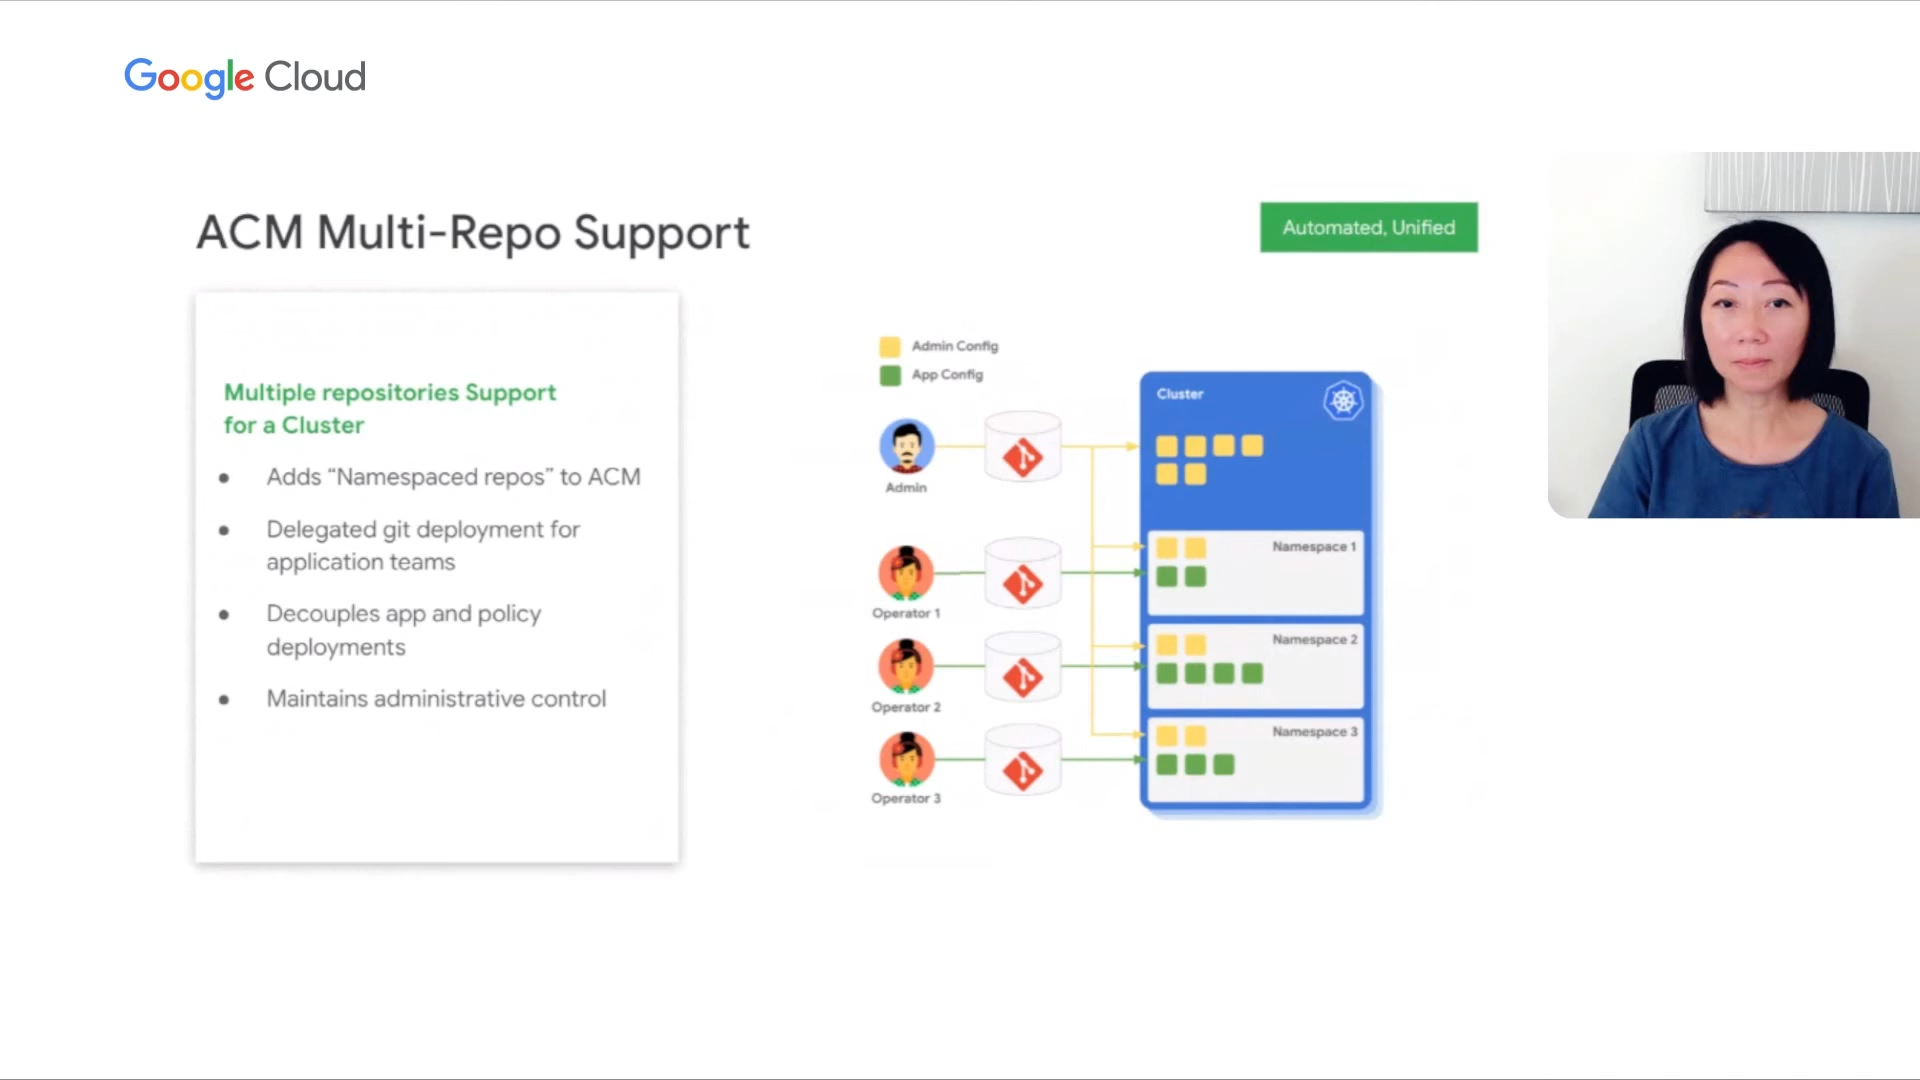 Google Cloud
ACM Multi-Repo Support
Automated, Unified
Multiple repositories Support
for a Cluster
● Adds “Namespaced repos” to ACM
● Delegated git deployment for
application teams
● Decouples app and policy
deployments
● Maintains administrative control
Admin Config
App Config
Admin
Operator 1
Operator 2
Operator 3
Cluster
Namespace 1
Namespace 2
Namespace 3